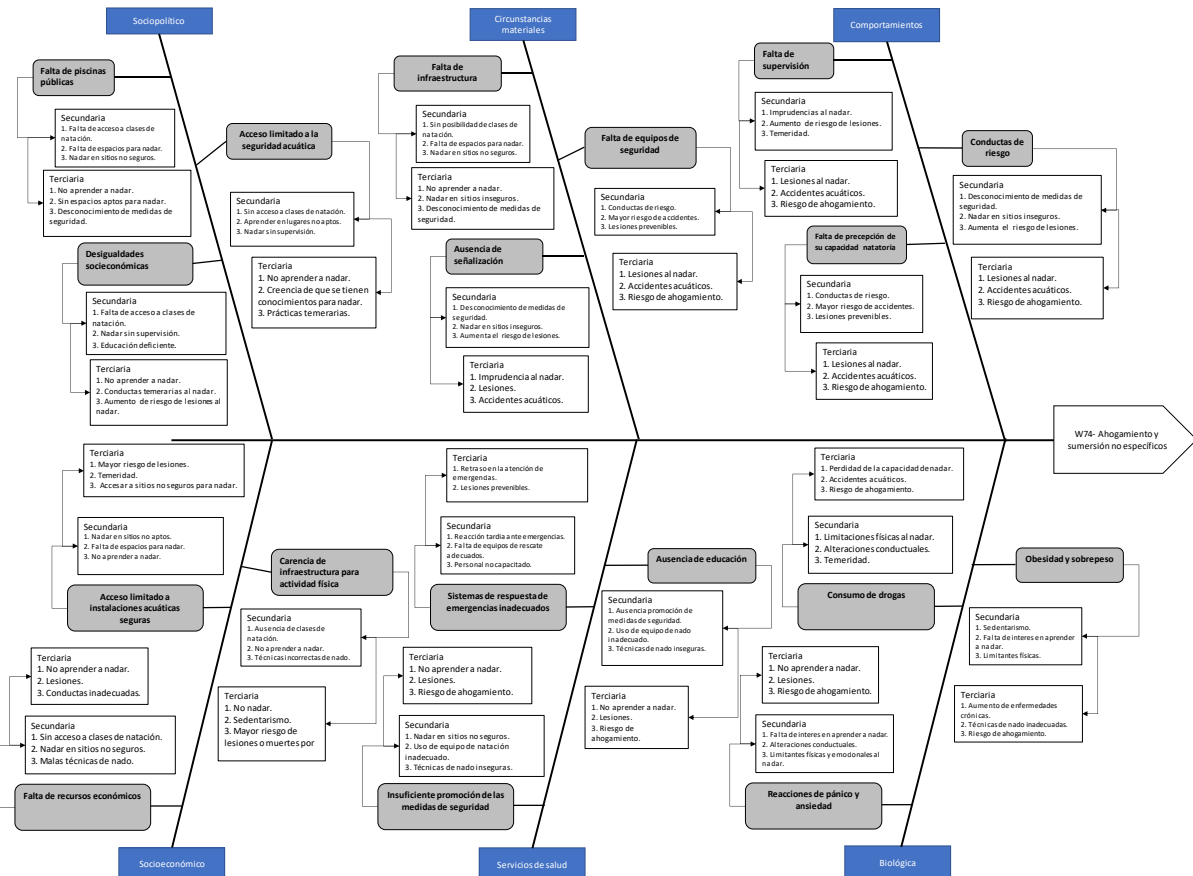 Sociopolítico
Circunstancias
materiales
Comportamientos
Falta de piscinas
públicas
Secundaria
1. Falta de acceso a clases de
natación.
2. Falta de espacios para nadar.
3. Nadar en sitios no seguros.
Terciaria
1. No aprender a nadar.
2. Sin espacios aptos para nadar.
3. Desconocimiento de medidas de
seguridad.
Acceso limitado a la
seguridad acuática
Secundaria
1. Sin acceso a clases de natación.
2. Aprender en lugares no aptos.
3. Nadar sin supervisión.
Terciaria
1. No aprender a nadar.
2. Creencia de que se tienen
conocimientos para nadar.
3. Prácticas temerarias.
Desigualdades
socioeconómicas
Secundaria
1. Falta de acceso a clases de
natación.
2. Nadar sin supervisión.
3. Educación deficiente.
Terciaria
1. No aprender a nadar.
2. Conductas temerarias al nadar.
3. Aumento de riesgo de lesiones al
nadar.
Falta de
infraestructura
Secundaria
1. Sin posibilidad de clases de
natación.
2. Falta de espacios para nadar.
3. Nadar en sitios no seguros.
Terciaria
1. No aprender a nadar.
2. Nadar en sitios inseguros.
3. Desconocimiento de medidas de
seguridad.
Falta de equipos de
seguridad
Secundaria
1. Conductas de riesgo.
2. Mayor riesgo de accidentes.
3. Lesiones prevenibles.
Terciaria
1. Lesiones al nadar.
2. Accidentes acuáticos.
3. Riesgo de ahogamiento.
Ausencia de
señalización
Secundaria
1. Desconocimiento de medidas de
seguridad.
2. Nadar en sitios inseguros.
3. Aumenta el riesgo de lesiones.
Terciaria
1. Imprudencia al nadar.
2. Lesiones.
3. Accidentes acuáticos.
Falta de
supervisión
Secundaria
1. Imprudencias al nadar.
2. Aumento de riesgo de lesiones.
3. Temeridad.
Terciaria
1. Lesiones al nadar.
2. Accidentes acuáticos.
3. Riesgo de ahogamiento.
Conductas de
riesgo
Secundaria
1. Desconocimiento de medidas de
seguridad.
2. Nadar en sitios inseguros.
3. Aumenta el riesgo de lesiones.
Terciaria
1. Lesiones al nadar.
2. Accidentes acuáticos.
3. Riesgo de ahogamiento.
Falta de precepción de
su capacidad natatoria
Secundaria
1. Conductas de riesgo.
2. Mayor riesgo de accidentes.
3. Lesiones prevenibles.
Terciaria
1. Lesiones al nadar.
2. Accidentes acuáticos.
3. Riesgo de ahogamiento.
W74- Ahogamiento y
sumersión no específicos
Terciaria
1. Mayor riesgo de lesiones.
2. Temeridad.
3. Accesar a sitios no seguros para nadar.
Secundaria
1. Nadar en sitios no aptos.
2. Falta de espacios para nadar.
3. No aprender a nadar.
Acceso limitado a
instalaciones acuáticas
seguras
Carencia de
infraestructura para
actividad física
Secundaria
1. Ausencia de clases de
natación.
2. No aprender a nadar.
3. Técnicas incorrectas de nado.
Terciaria
1. No nadar.
2. Sedentarismo.
3. Mayor riesgo de
lesiones o muertes por
Terciaria
1. No aprender a nadar.
2. Lesiones.
3. Conductas inadecuadas.
Secundaria
1. Sin acceso a clases de natación.
2. Nadar en sitios no seguros.
3. Malas técnicas de nado.
Falta de recursos económicos
Terciaria
1. Retraso en la atención de
emergencias.
2. Lesiones prevenibles.
Secundaria
1. Reacción tardia ante emergencias.
2. Falta de equipos de rescate
adecuados.
3. Personal no capacitado.
Sistemas de respuesta de
emergencias inadecuados
Ausencia de educación
Secundaria
1. Ausencia promoción de
medidas de seguridad.
2. Uso de equipo de nado
inadecuado.
3. Técnicas de nado inseguras.
Terciaria
1. No aprender a nadar.
2. Lesiones.
3. Riesgo de
ahogamiento.
Terciaria
1. No aprender a nadar.
2. Lesiones.
3. Riesgo de ahogamiento.
Secundaria
1. Nadar en sitios no seguros.
2. Uso de equipo de natación
inadecuado.
3. Técnicas de nado inseguras.
Insuficiente promoción de las
medidas de seguridad
Terciaria
1. Perdidad de la capacidad de nadar.
2. Accidentes acuáticos.
3. Riesgo de ahogamiento.
Secundaria
1. Limitaciones físicas al nadar.
2. Alteraciones conductuales.
3. Temeridad.
Consumo de drogas
Obesidad y sobrepeso
Secundaria
1. Sedentarismo.
2. Falta de interes en aprender
a nadar.
3. Limitantes físicas.
Terciaria
1. Aumento de enfermedades
crónicas.
2. Técnicas de nado inadecuadas.
3. Riesgo de ahogamiento.
Terciaria
1. No aprender a nadar.
2. Lesiones.
3. Riesgo de ahogamiento.
Secundaria
1. Falta de interes en aprender a nadar.
2. Alteraciones conductuales.
3. Limitantes físicas y emocionales al
nadar.
Reacciones de pánico y
ansiedad
Socioeconómico
Servicios de salud
Biológica